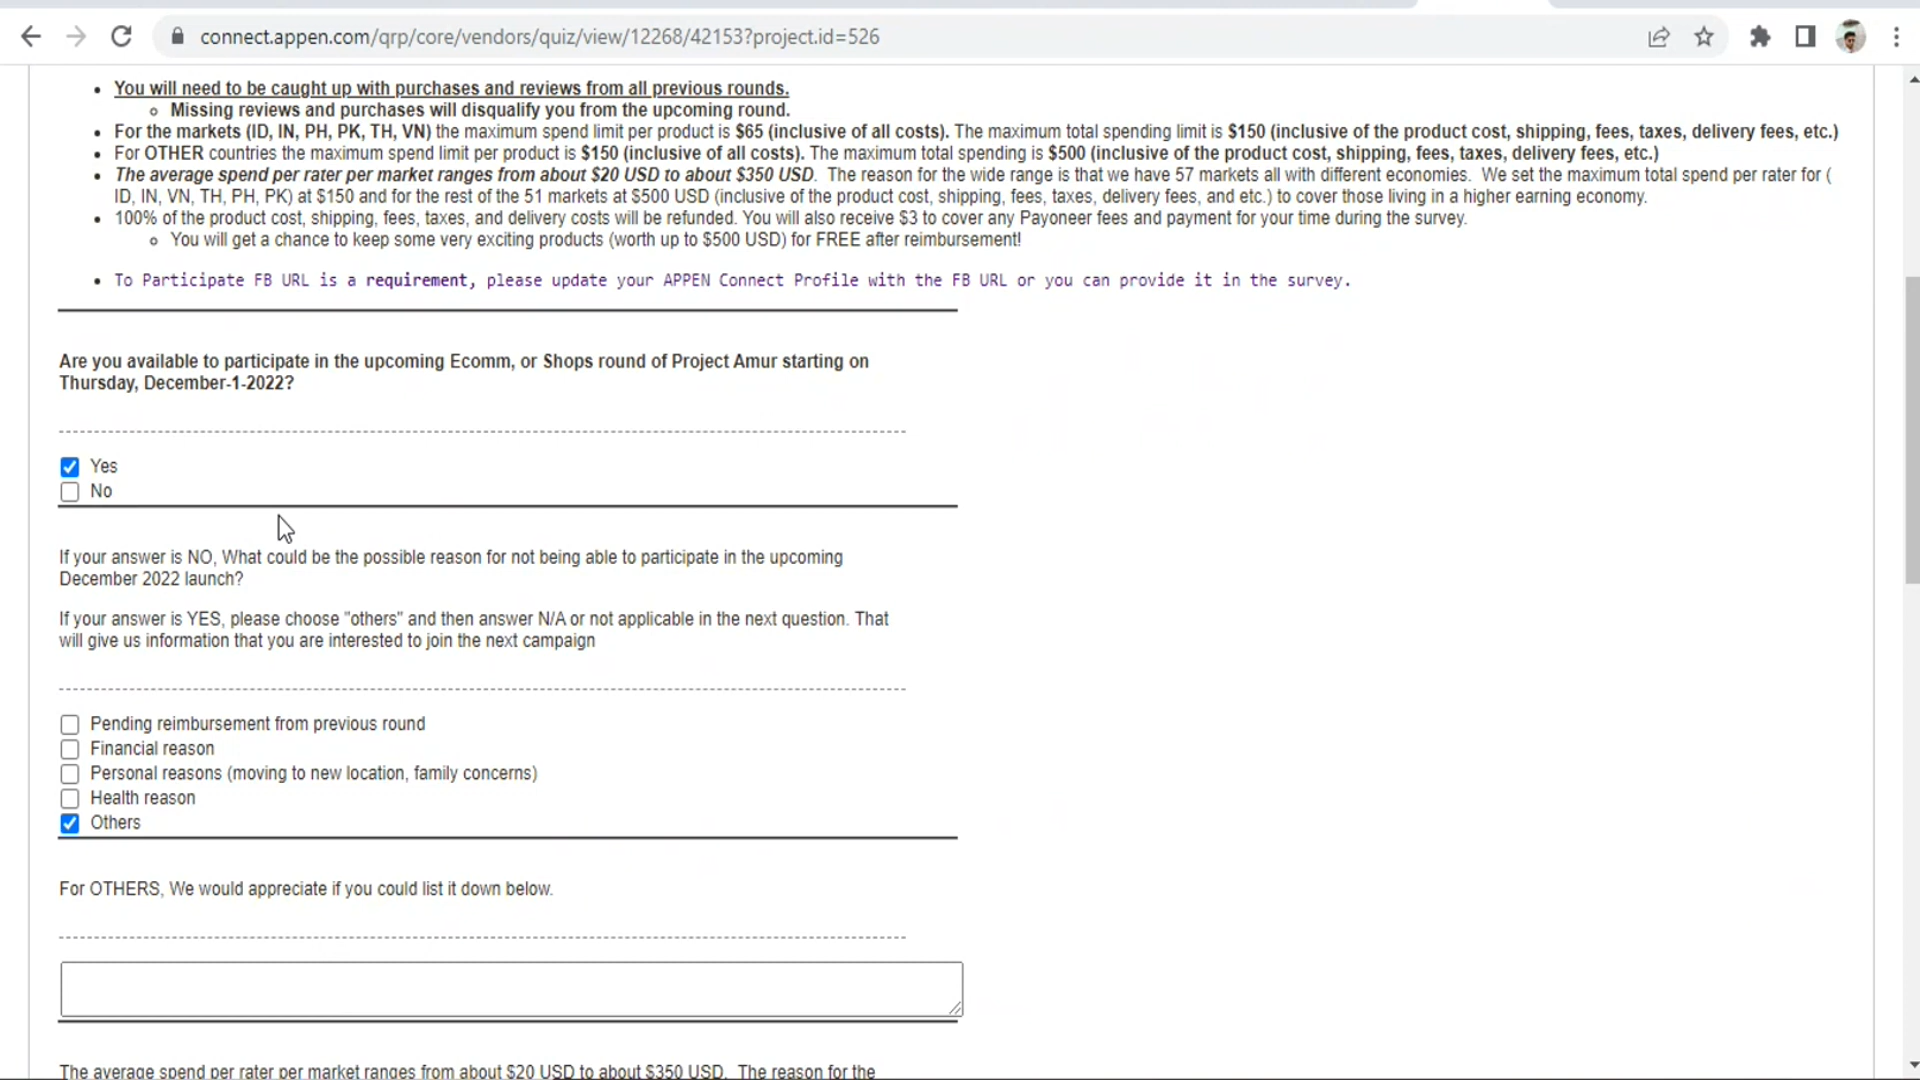 connect.appen.com/qrp/core/vendors/quiz/view/12268/42153?project.id=526
You will need to be caught up with purchases and reviews from all previous rounds.
Missing reviews and purchases will disqualify you from the upcoming round.
For the markets (ID, IN, PH, PK, TH, VN) the maximum spend limit per product is $65 (inclusive of all costs). The maximum total spending limit is $150 (inclusive of the product cost, shipping, fees, taxes, delivery fees, etc.)
For OTHER countries the maximum spend limit per product is $150 (inclusive of all costs). The maximum total spending is $500 (inclusive of the product cost, shipping, fees, taxes, delivery fees, etc.)
The average spend per rater per market ranges from about $20 USD to about $350 USD. The reason for the wide range is that we have 57 markets all with different economies. We set the maximum total spend per rater for (
ID, IN, VN, TH, PH, PK) at $150 and for the rest of the 51 markets at $500 USD (inclusive of the product cost, shipping, fees, taxes, delivery fees, and etc.) to cover those living in a higher earning economy.
100% of the product cost, shipping, fees, taxes, and delivery costs will be refunded. You will also receive $3 to cover any Payoneer fees and payment for your time during the survey.
You will get a chance to keep some very exciting products (worth up to $500 USD) for FREE after reimbursement!
To Participate FB URL is a requirement, please update your APPEN Connect Profile with the FB URL or you can provide it in the survey.
Are you available to participate in the upcoming Ecomm, or Shops round of Project Amur starting on
Thursday, December-1-2022?
Yes
No
If your answer is NO, What could be the possible reason for not being able to participate in the upcoming
December 2022 launch?
If your answer is YES, please choose "others" and then answer N/A or not applicable in the next question. That
will give us information that you are interested to join the next campaign
Pending reimbursement from previous round
Financial reason
Personal reasons (moving to new location, family concerns)
Health reason
Others
For OTHERS, We would appreciate if you could list it down below.
The average spend per rater per market ranges from about $20 USD to about $350 USD. The reason for the